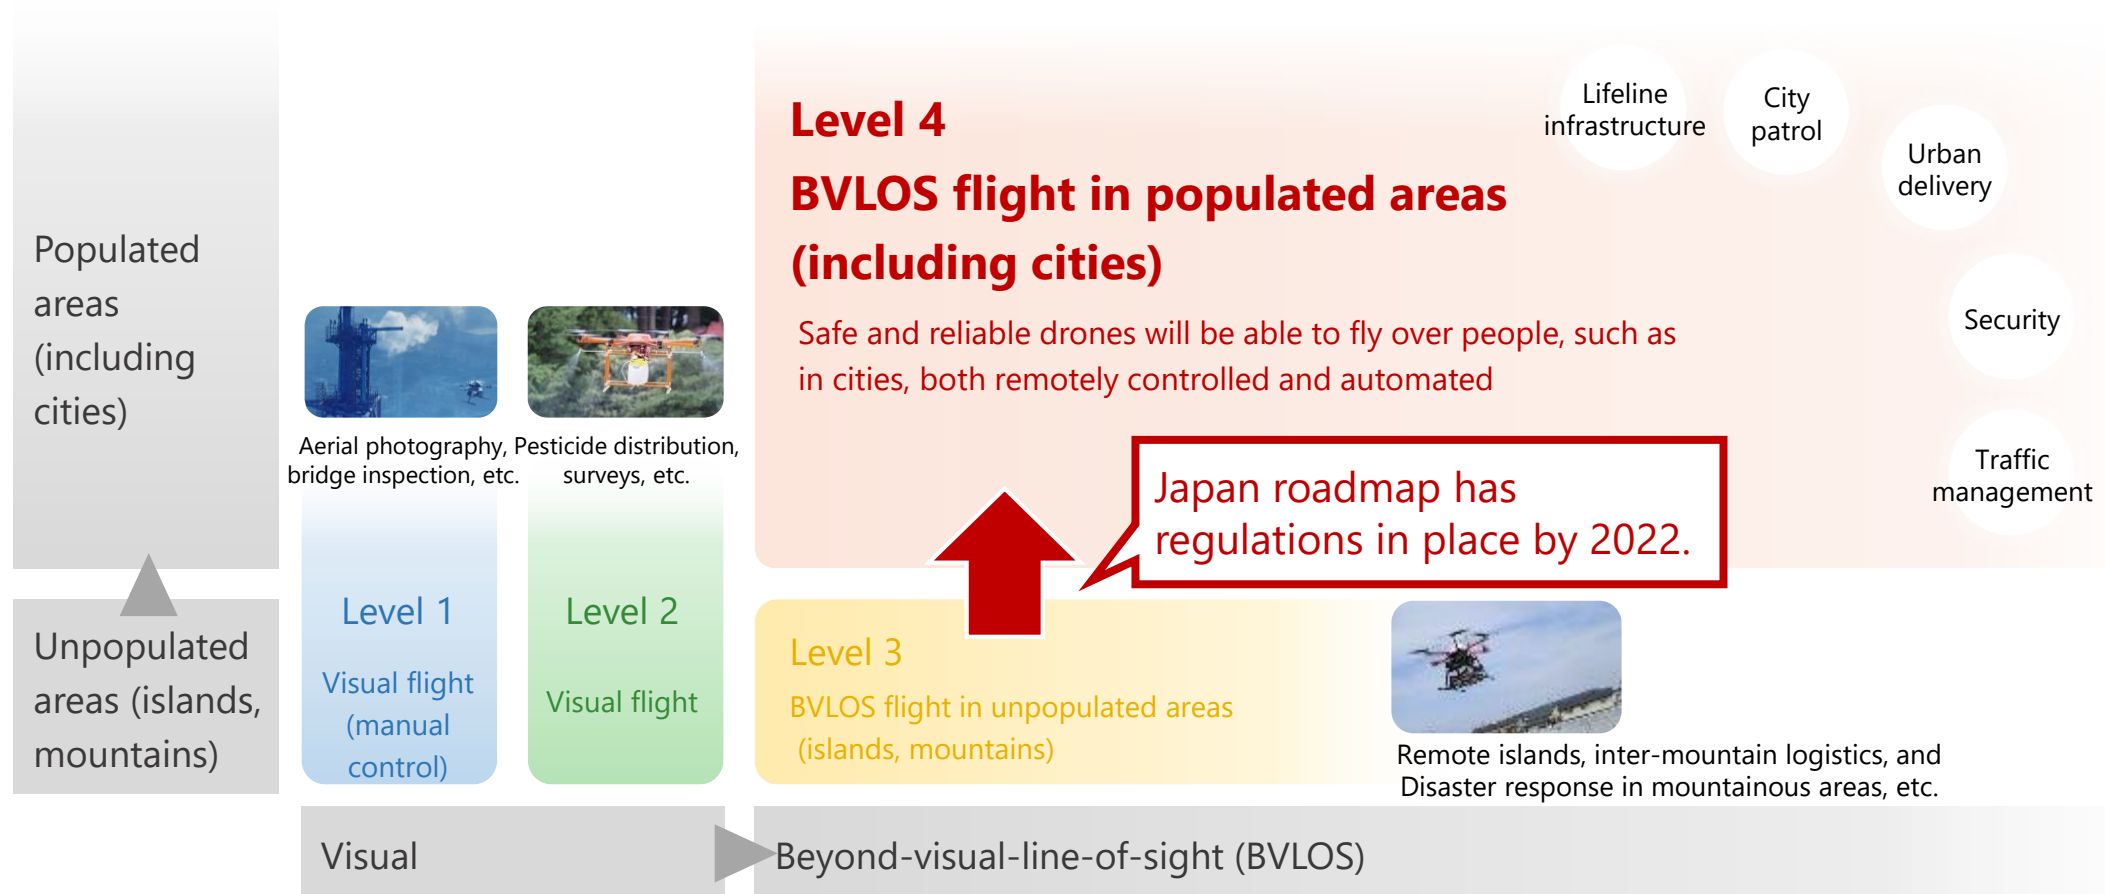 Populated
areas
(including
cities)
Unpopulated
areas (islands,
mountains)
Aerial photography,
bridge inspection, etc.
Pesticide distribution,
surveys, etc.
Level 1
Visual flight
(manual
control)
Level 2
Visual flight
Level 4
BVLOS flight in populated areas
(including cities)
Safe and reliable drones will be able to fly over people, such as
in cities, both remotely controlled and automated
Lifeline
infrastructure
City
patrol
Urban
delivery
Security
Traffic
management
Japan roadmap has
regulations in place by 2022.
Level 3
BVLOS flight in unpopulated areas
(islands, mountains)
Remote islands, inter-mountain logistics, and
Disaster response in mountainous areas, etc.
Visual
Beyond-visual-line-of-sight (BVLOS)